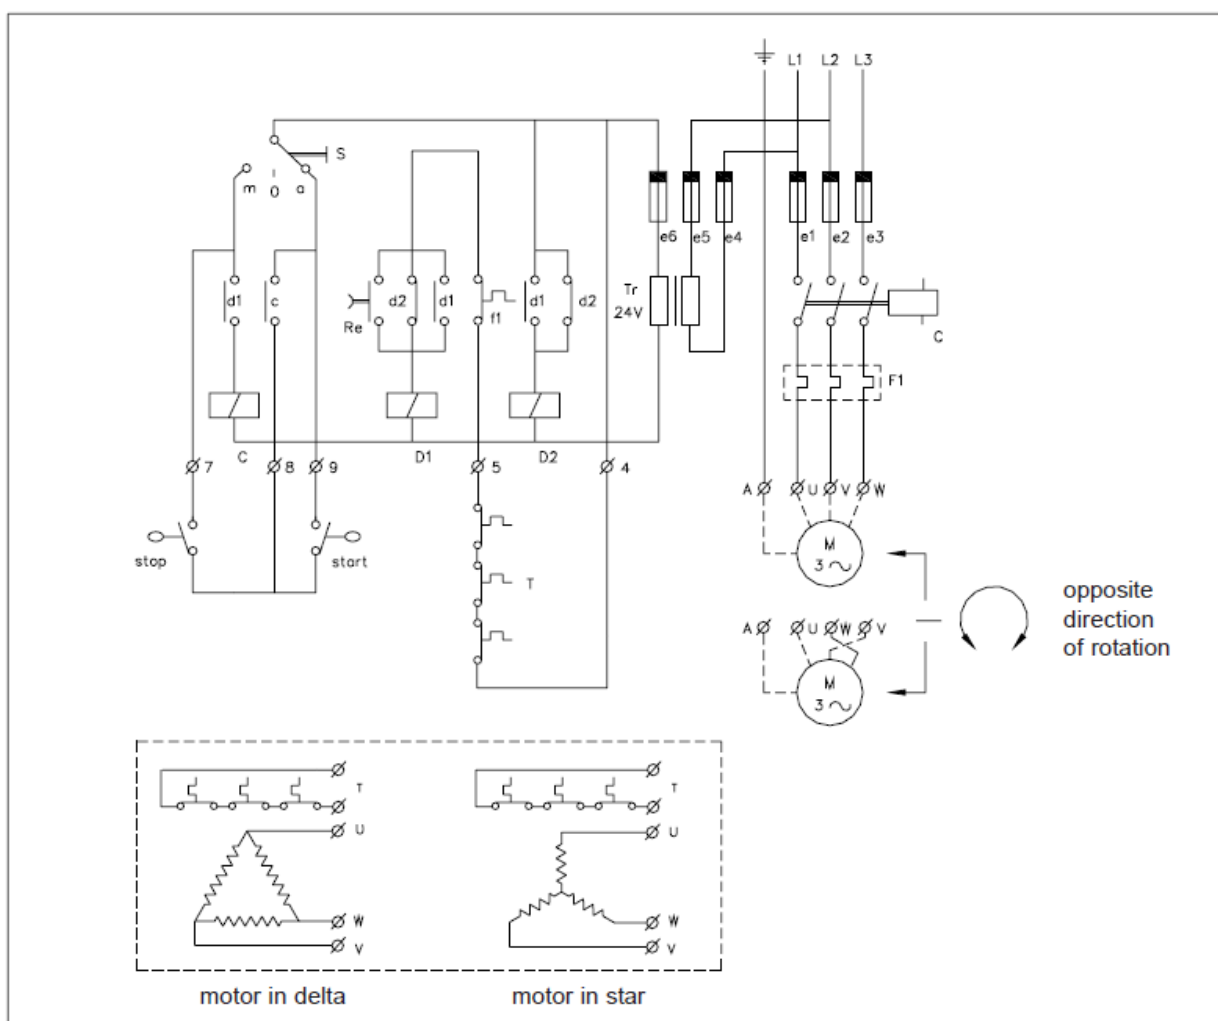 L1 L2 L3
S
m 0 a
e6 e5 e4 e1 e2 e3
d1 c d2 d1 f1 d1 d2
Re
Tr
24V
C
F1
C D1 D2
7 8 9 5 4
A U V W
stop start
M
3
T
opposite
direction
of rotation
A U W V
M
3
T T
U U
W W
V V
motor in delta motor in star